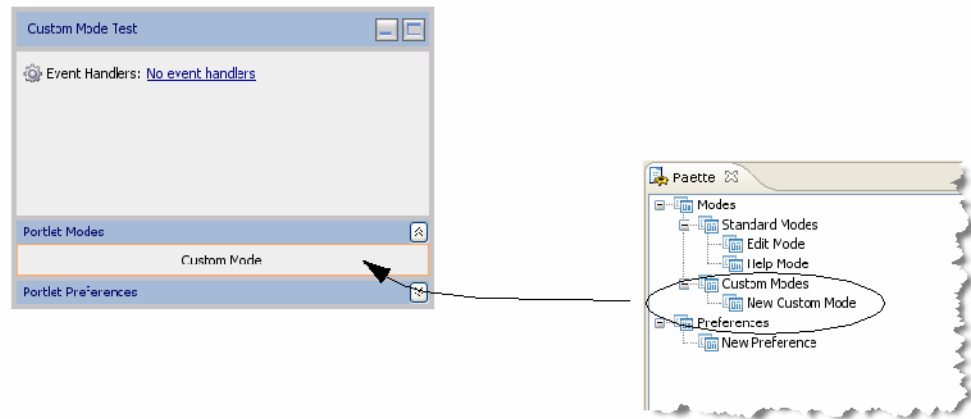 Custom Mode Test
Event Handlers: No event handlers
Portlet Modes
Custom Mode
Portlet Preferences
Paette
Modes
Standard Modes
Edit Mode
Help Mode
Custom Modes
New Custom Mode
Preferences
New Preference